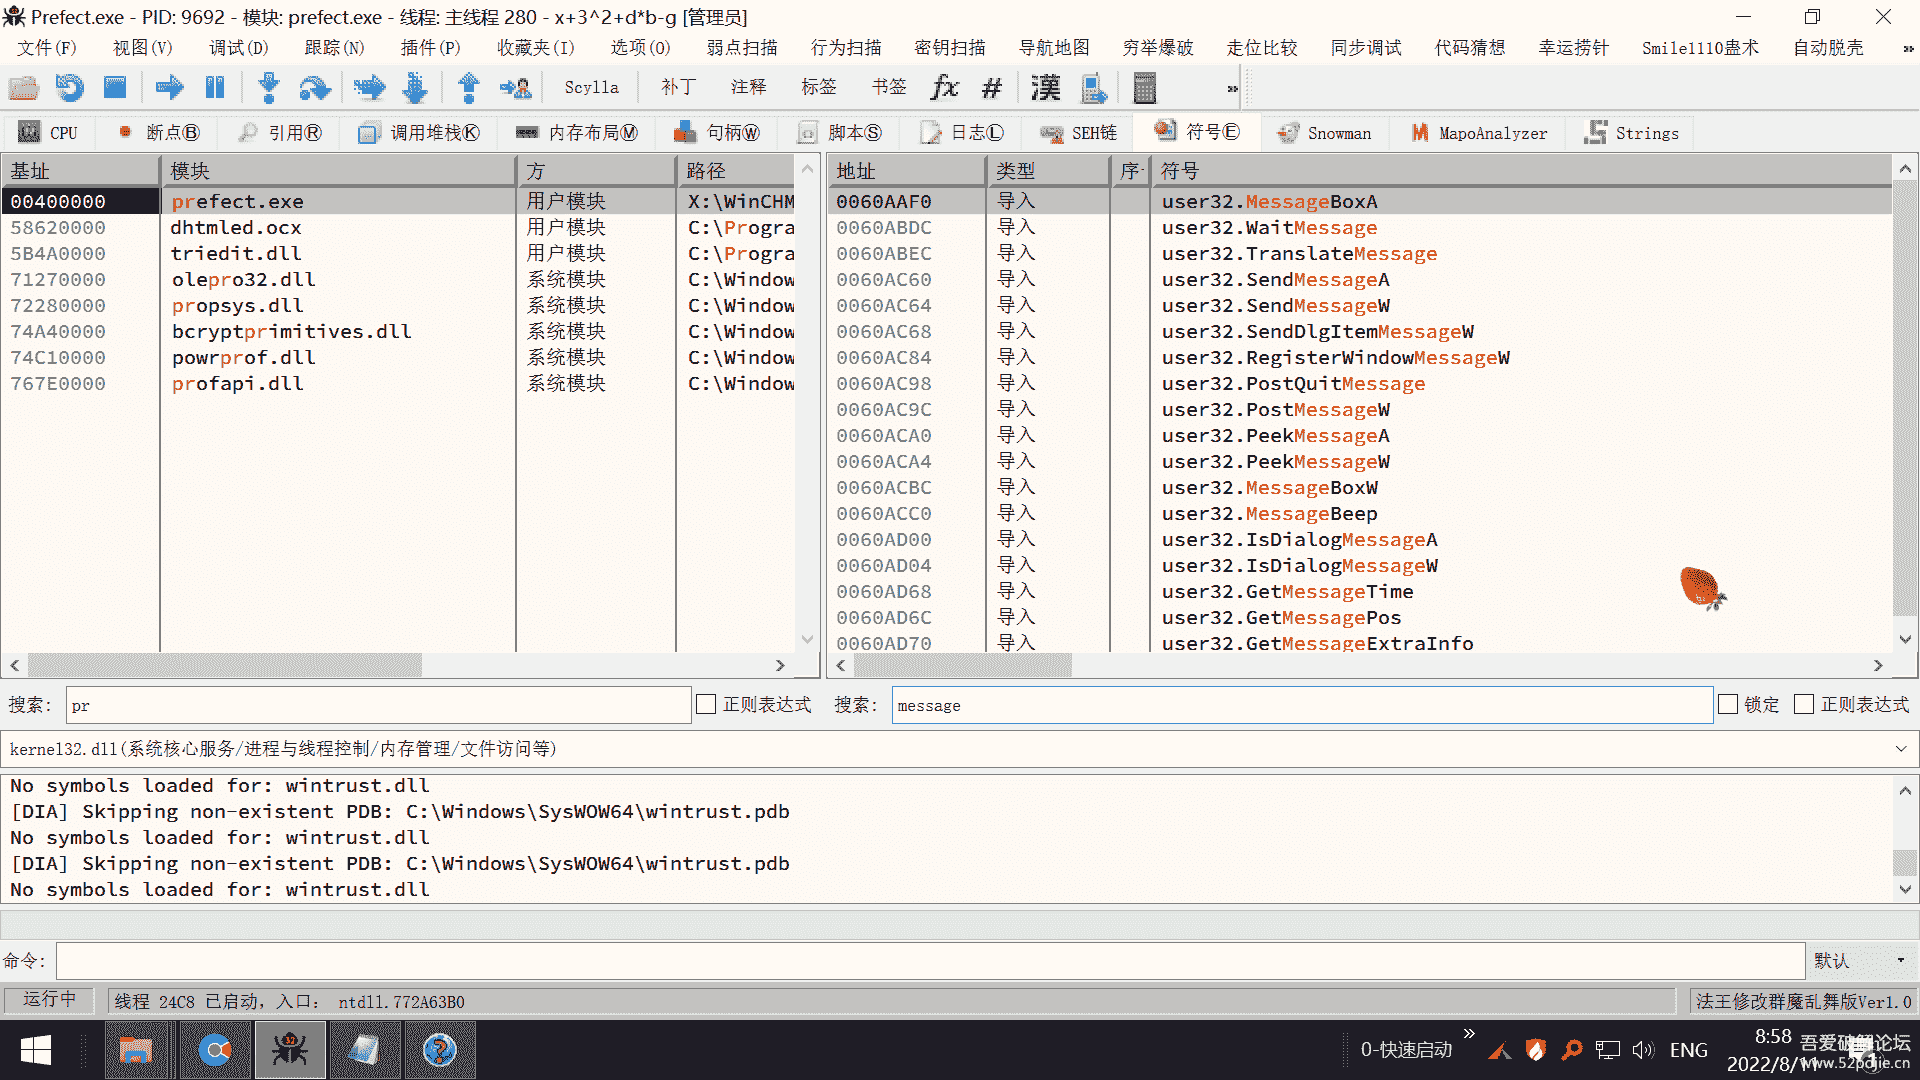 Prefect.exe - PID: 9692 - 模块: prefect.exe - 线程: 主线程 280 - x+3^2+d*b-g [管理员]
文件(F) 视图(V) 调试(D) 跟踪(N) 插件(P) 收藏夹(I) 选项(O) 弱点扫描 行为扫描 密钥扫描 导航地图 穷举爆破 走位比较 同步调试 代码猜想 幸运捞针 Smile1110蛊术 自动脱壳 »
Scylla 补丁 注释 标签 书签 fx # 漢 »
CPU 断点Ⓑ 引用Ⓡ 调用堆栈Ⓚ 内存布局Ⓜ 句柄Ⓦ 脚本Ⓢ 日志Ⓛ SEH链 符号Ⓔ Snowman MapoAnalyzer Strings
基址 模块 方 路径
00400000 prefect.exe 用户模块 X:\WinCHM
58620000 dhtmled.ocx 用户模块 C:\Progra
5B4A0000 triedit.dll 用户模块 C:\Progra
71270000 olepro32.dll 系统模块 C:\Window
72280000 propsys.dll 系统模块 C:\Window
74A40000 bcryptprimitives.dll 系统模块 C:\Window
74C10000 powrprof.dll 系统模块 C:\Window
767E0000 profapi.dll 系统模块 C:\Window
地址 类型 序· 符号
0060AAF0 导入 user32.MessageBoxA
0060ABDC 导入 user32.WaitMessage
0060ABEC 导入 user32.TranslateMessage
0060AC60 导入 user32.SendMessageA
0060AC64 导入 user32.SendMessageW
0060AC68 导入 user32.SendDlgItemMessageW
0060AC84 导入 user32.RegisterWindowMessageW
0060AC98 导入 user32.PostQuitMessage
0060AC9C 导入 user32.PostMessageW
0060ACA0 导入 user32.PeekMessageA
0060ACA4 导入 user32.PeekMessageW
0060ACBC 导入 user32.MessageBoxW
0060ACC0 导入 user32.MessageBeep
0060AD00 导入 user32.IsDialogMessageA
0060AD04 导入 user32.IsDialogMessageW
0060AD68 导入 user32.GetMessageTime
0060AD6C 导入 user32.GetMessagePos
0060AD70 导入 user32.GetMessageExtraInfo
搜索: pr 正则表达式 搜索: message 锁定 正则表达式
kernel32.dll(系统核心服务/进程与线程控制/内存管理/文件访问等)
No symbols loaded for: wintrust.dll
[DIA] Skipping non-existent PDB: C:\Windows\SysWOW64\wintrust.pdb
No symbols loaded for: wintrust.dll
[DIA] Skipping non-existent PDB: C:\Windows\SysWOW64\wintrust.pdb
No symbols loaded for: wintrust.dll
命令: 默认
运行中 线程 24C8 已启动, 入口: ntdll.772A63B0 法王修改群魔乱舞版Ver1.0
0-快速启动 » ENG 8:58
2022/8/11
吾爱破解论坛
www.52pojie.cn